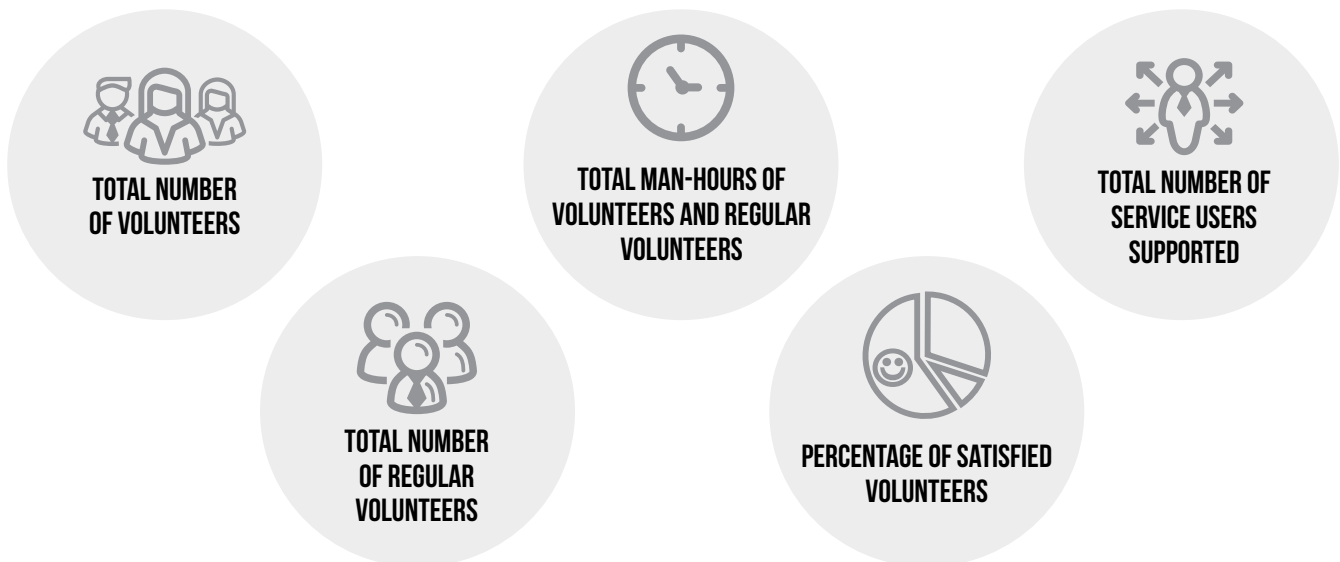 TOTAL NUMBER
OF VOLUNTEERS
TOTAL NUMBER
OF REGULAR
VOLUNTEERS
TOTAL MAN-HOURS OF
VOLUNTEERS AND REGULAR
VOLUNTEERS
PERCENTAGE OF SATISFIED
VOLUNTEERS
TOTAL NUMBER OF
SERVICE USERS
SUPPORTED